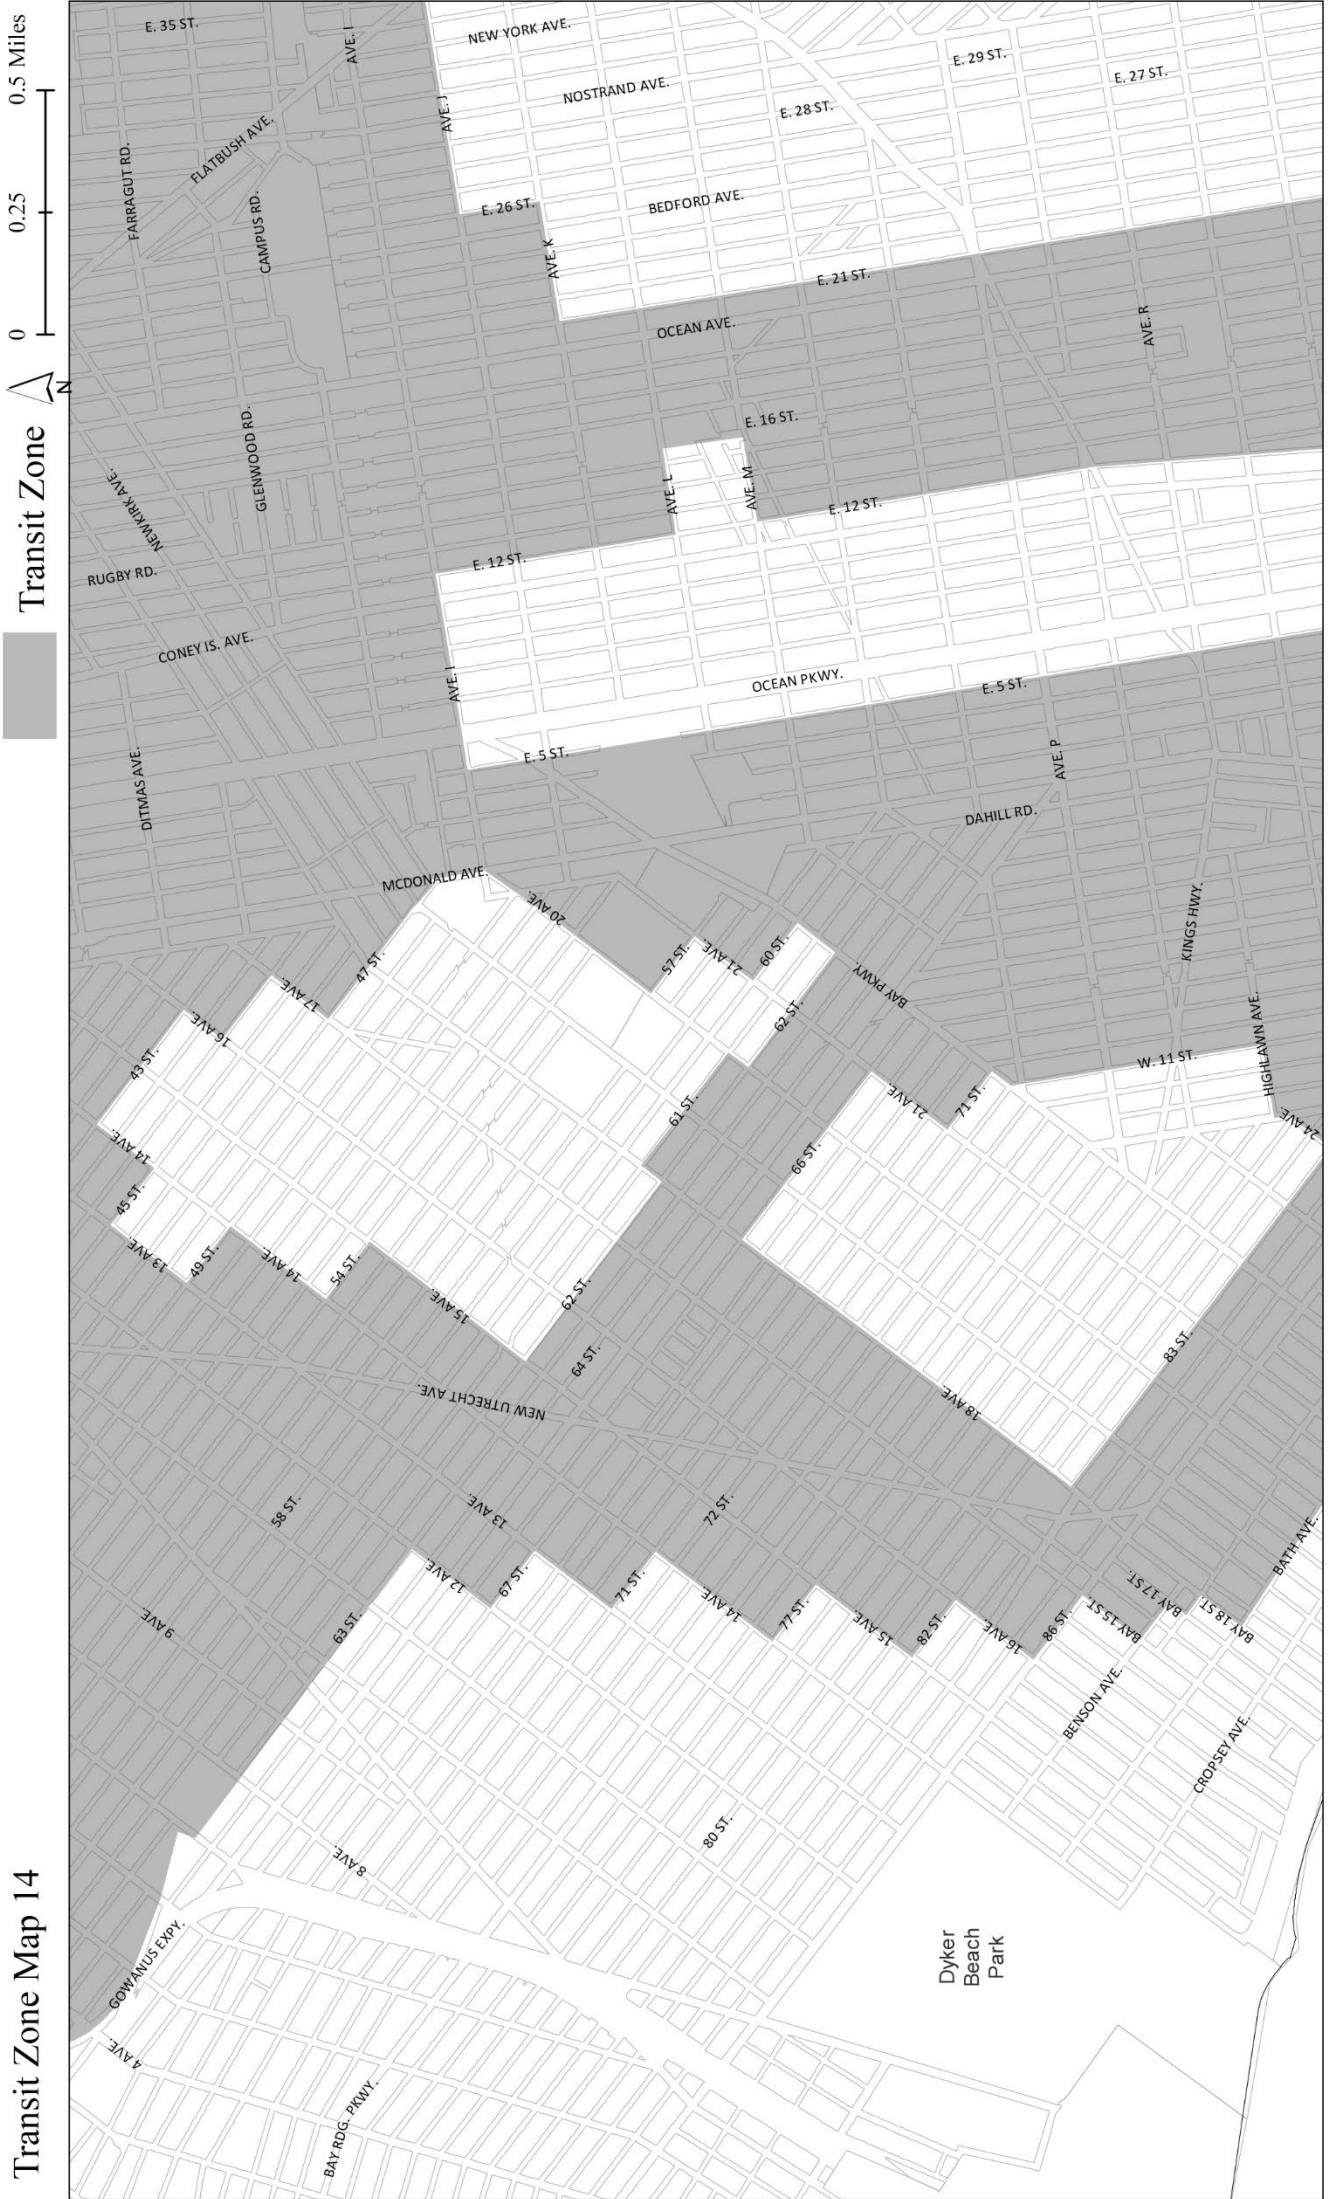 Transit Zone Map 14
Transit Zone
0
0.25
0.5 Miles
N
4 AVE.
GOWANUS EXPY.
BAY RDG. PKWY.
8 AVE.
9 AVE.
63 ST.
58 ST.
12 AVE.
13 AVE.
67 ST.
71 ST.
14 AVE.
77 ST.
15 AVE.
82 ST.
16 AVE.
86 ST.
BAY 15 ST.
BAY 17 ST.
BAY 18 ST.
BATH AVE.
BENSON AVE.
CROPSEY AVE.
80 ST.
72 ST.
Dyker
Beach
Park
NEW UTRECHT AVE.
64 ST.
62 ST.
15 AVE.
54 ST.
14 AVE.
49 ST.
13 AVE.
45 ST.
14 AVE.
43 ST.
16 AVE.
17 AVE.
47 ST.
MCDONALD AVE.
20 AVE.
57 ST.
21 AVE.
60 ST.
62 ST.
61 ST.
BAY PKWY.
66 ST.
21 AVE.
71 ST.
W. 11 ST.
HIGHLAWN AVE.
24 AVE.
83 ST.
18 AVE.
KINGS HWY.
DAHILL RD.
AVE. P
E. 5 ST.
E. 5 ST.
OCEAN PKWY.
AVE. I
DITMAS AVE.
CONEY IS. AVE.
RUGBY RD.
NEWKIRK AVE.
GLENWOOD RD.
E. 12 ST.
AVE. L
AVE. M
E. 12 ST.
E. 16 ST.
AVE. R
OCEAN AVE.
E. 21 ST.
AVE. K
E. 26 ST.
BEDFORD AVE.
AVE. J
NOSTRAND AVE.
NEW YORK AVE.
E. 28 ST.
E. 29 ST.
E. 27 ST.
FARRAGUT RD.
FLATBUSH AVE.
CAMPUS RD.
E. 35 ST.
AVE. I